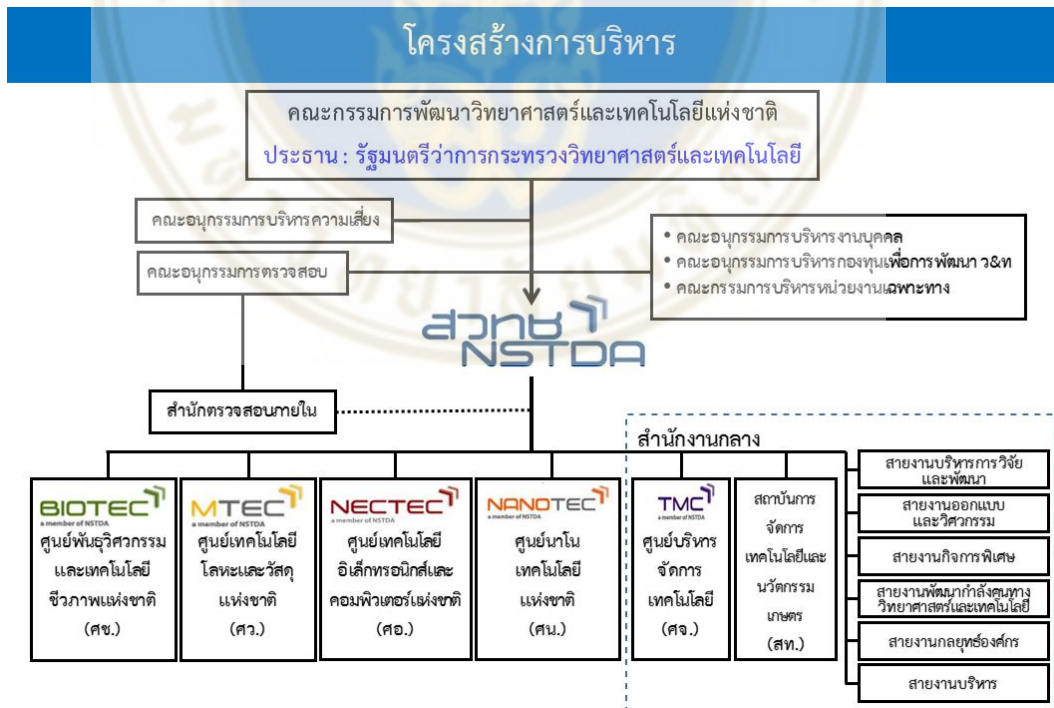 โครงสร้างการบริหาร
คณะกรรมการพัฒนาวิทยาศาสตร์และเทคโนโลยีแห่งชาติ
ประธาน : รัฐมนตรีว่าการกระทรวงวิทยาศาสตร์และเทคโนโลยี
คณะอนุกรรมการบริหารความเสี่ยง
คณะอนุกรรมการตรวจสอบ
• คณะอนุกรรมการบริหารงานบุคคล
• คณะอนุกรรมการบริหารกองทุนเพื่อการพัฒนา ว&ท
• คณะกรรมการบริหารหน่วยงานเฉพาะทาง
สวทช
NSTDA
สำนักตรวจสอบภายใน
สำนักงานกลาง
BIOTEC
a member of NSTDA
ศูนย์พันธุวิศวกรรม
และเทคโนโลยี
ชีวภาพแห่งชาติ
(ศช.)
MTEC
a member of NSTDA
ศูนย์เทคโนโลยี
โลหะและวัสดุ
แห่งชาติ
(ศว.)
NECTEC
a member of NSTDA
ศูนย์เทคโนโลยี
อิเล็กทรอนิกส์และ
คอมพิวเตอร์แห่งชาติ
(ศอ.)
NANOTEC
a member of NSTDA
ศูนย์นาโน
เทคโนโลยี
แห่งชาติ
(ศน.)
TMC
a member of NSTDA
ศูนย์บริหาร
จัดการ
เทคโนโลยี
(ศจ.)
สถาบันการ
จัดการ
เทคโนโลยีและ
นวัตกรรม
เกษตร
(สท.)
สายงานบริหารการวิจัย
และพัฒนา
สายงานออกแบบ
และวิศวกรรม
สายงานกิจการพิเศษ
สายงานพัฒนากำลังคนทาง
วิทยาศาสตร์และเทคโนโลยี
สายงานกลยุทธ์องค์กร
สายงานบริหาร